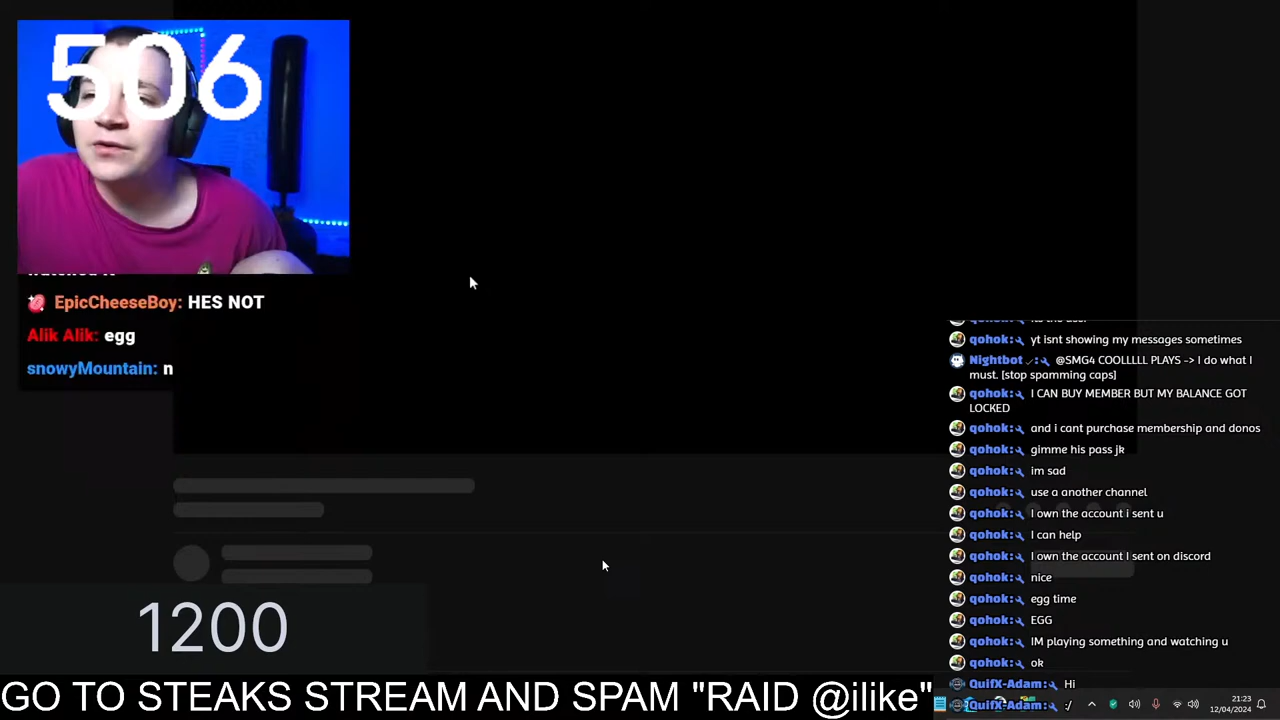 506
EpicCheeseBoy: HES NOT
Alik Alik: egg
snowyMountain: n
1200
GO TO STEAKS STREAM AND SPAM "RAID @ilike"
qohok: yt isnt showing my messages sometimes
Nightbot: @SMG4 COOLLLLL PLAYS -> I do what I
must. [stop spamming caps]
qohok: I CAN BUY MEMBER BUT MY BALANCE GOT
LOCKED
qohok: and i cant purchase membership and donos
qohok: gimme his pass jk
qohok: im sad
qohok: use a another channel
qohok: I own the account i sent u
qohok: I can help
qohok: I own the account I sent on discord
qohok: nice
qohok: egg time
qohok: EGG
qohok: IM playing something and watching u
qohok: ok
QuifX-Adam: Hi
QuifX-Adam: :/
21:23
12/04/2024